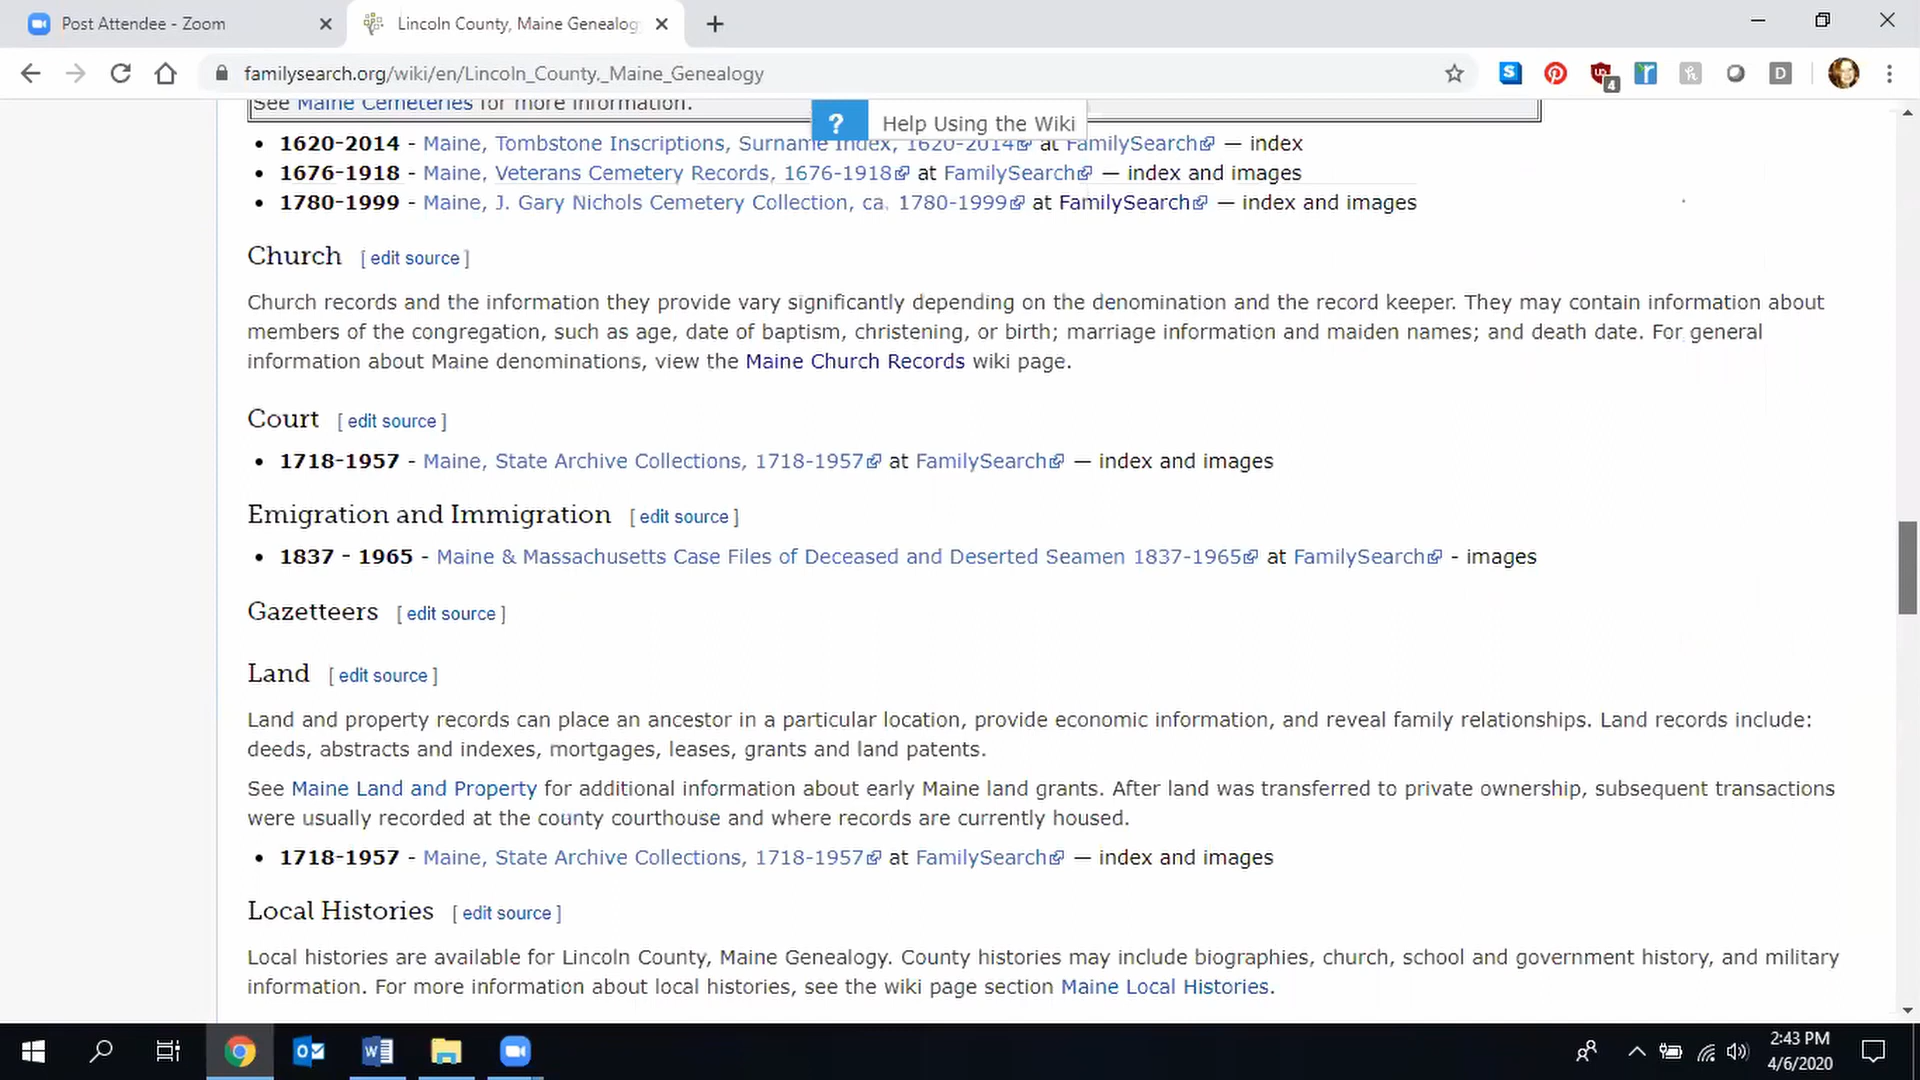 Post Attendee - Zoom
Lincoln County, Maine Genealog
familysearch.org/wiki/en/Lincoln_County,_Maine_Genealogy
4
See Maine Cemeteries for more information.
? Help Using the Wiki
• 1620-2014 - Maine, Tombstone Inscriptions, Surname Index, 1620-2014 at FamilySearch — index
• 1676-1918 - Maine, Veterans Cemetery Records, 1676-1918 at FamilySearch — index and images
• 1780-1999 - Maine, J. Gary Nichols Cemetery Collection, ca. 1780-1999 at FamilySearch — index and images
Church [ edit source ]
Church records and the information they provide vary significantly depending on the denomination and the record keeper. They may contain information about
members of the congregation, such as age, date of baptism, christening, or birth; marriage information and maiden names; and death date. For general
information about Maine denominations, view the Maine Church Records wiki page.
Court [ edit source ]
• 1718-1957 - Maine, State Archive Collections, 1718-1957 at FamilySearch — index and images
Emigration and Immigration [ edit source ]
• 1837 - 1965 - Maine & Massachusetts Case Files of Deceased and Deserted Seamen 1837-1965 at FamilySearch - images
Gazetteers [ edit source ]
Land [ edit source ]
Land and property records can place an ancestor in a particular location, provide economic information, and reveal family relationships. Land records include:
deeds, abstracts and indexes, mortgages, leases, grants and land patents.
See Maine Land and Property for additional information about early Maine land grants. After land was transferred to private ownership, subsequent transactions
were usually recorded at the county courthouse and where records are currently housed.
• 1718-1957 - Maine, State Archive Collections, 1718-1957 at FamilySearch — index and images
Local Histories [ edit source ]
Local histories are available for Lincoln County, Maine Genealogy. County histories may include biographies, church, school and government history, and military
information. For more information about local histories, see the wiki page section Maine Local Histories.
2:43 PM
4/6/2020